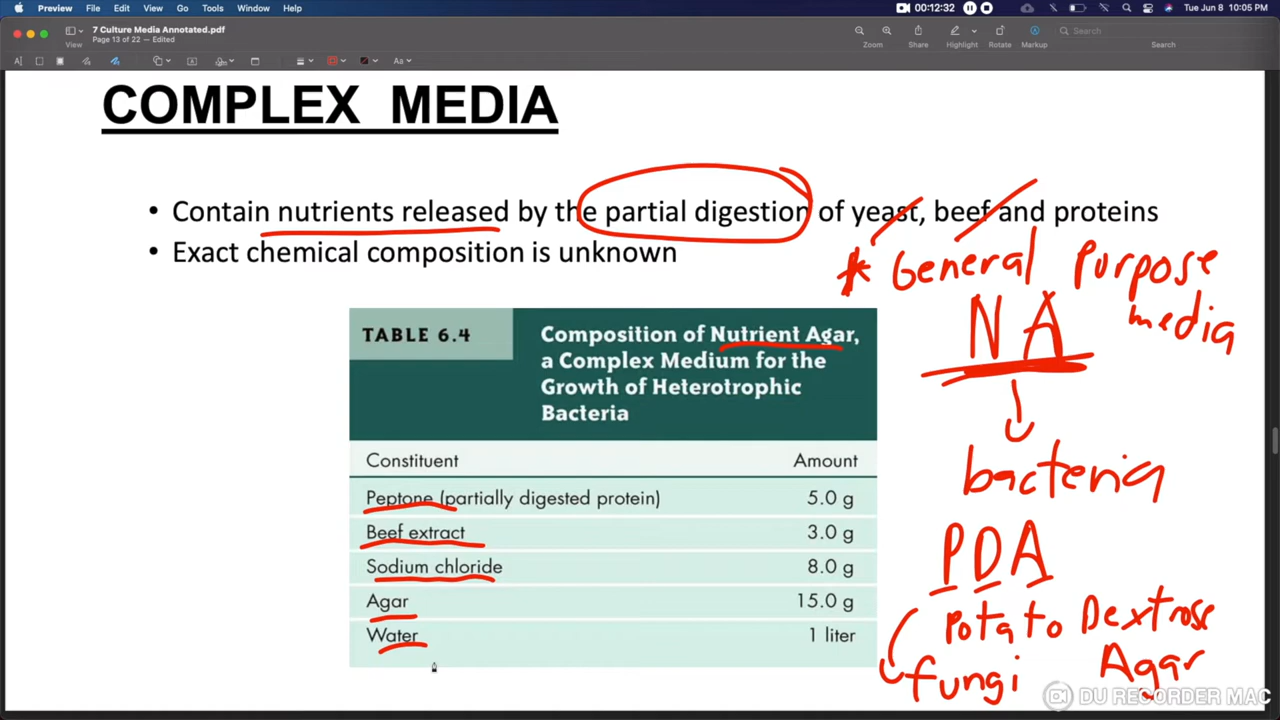 Preview File Edit View Go Tools Window Help 00:12:32 Tue Jun 8 10:05 PM
7 Culture Media Annotated.pdf
Page 13 of 22 — Edited
View Zoom Share Highlight Rotate Markup Search
Search
Aa
COMPLEX MEDIA
• Contain nutrients released by the partial digestion of yeast, beef and proteins
• Exact chemical composition is unknown
* General Purpose
media
NA
bacteria
PDA
Potato Dextrose
Agar
fungi
TABLE 6.4
Composition of Nutrient Agar,
a Complex Medium for the
Growth of Heterotrophic
Bacteria
Constituent Amount
Peptone (partially digested protein) 5.0 g
Beef extract 3.0 g
Sodium chloride 8.0 g
Agar 15.0 g
Water 1 liter
DU RECORDER MAC